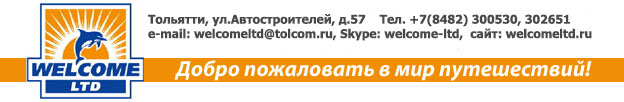 Тольятти, ул.Автостроителей, д.57 Тел. +7(8482) 300530, 302651
e-mail: welcomeltd@tolcom.ru, Skype: welcome-ltd, сайт: welcomeltd.ru
WELCOME
LTD
Добро пожаловать в мир путешествий!